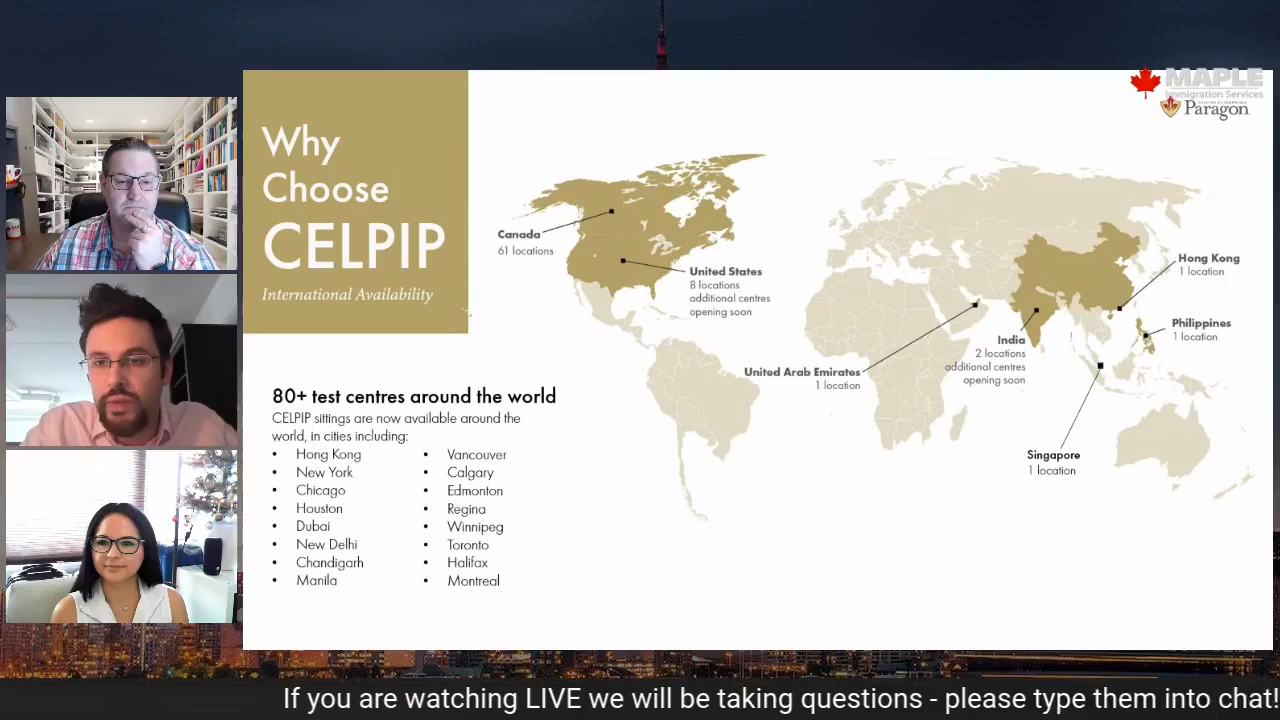 Why
Choose
CELPIP
International Availability
MAPLE
Immigration Services
Paragon
Canada
61 locations
United States
8 locations
additional centres
opening soon
Hong Kong
1 location
Philippines
1 location
India
2 locations
additional centres
opening soon
United Arab Emirates
1 location
Singapore
1 location
80+ test centres around the world
CELPIP sittings are now available around the
world, in cities including:
• Hong Kong
• New York
• Chicago
• Houston
• Dubai
• New Delhi
• Chandigarh
• Manila
• Vancouver
• Calgary
• Edmonton
• Regina
• Winnipeg
• Toronto
• Halifax
• Montreal
If you are watching LIVE we will be taking questions - please type them into chat!